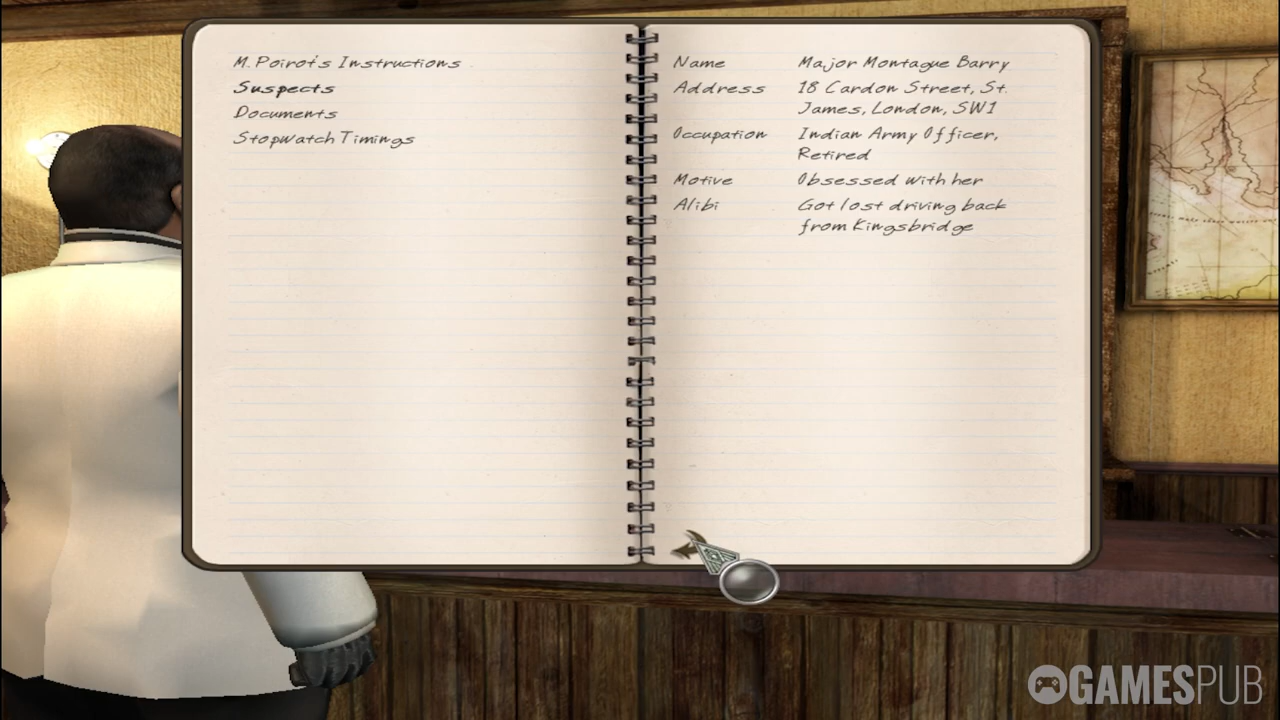 M. Poirot's Instructions
Suspects
Documents
Stopwatch Timings
Name Major Montague Barry
Address 18 Cardon Street, St.
James, London, SW1
Occupation Indian Army Officer,
Retired
Motive Obsessed with her
Alibi Got lost driving back
from Kingsbridge
GAMESPUB